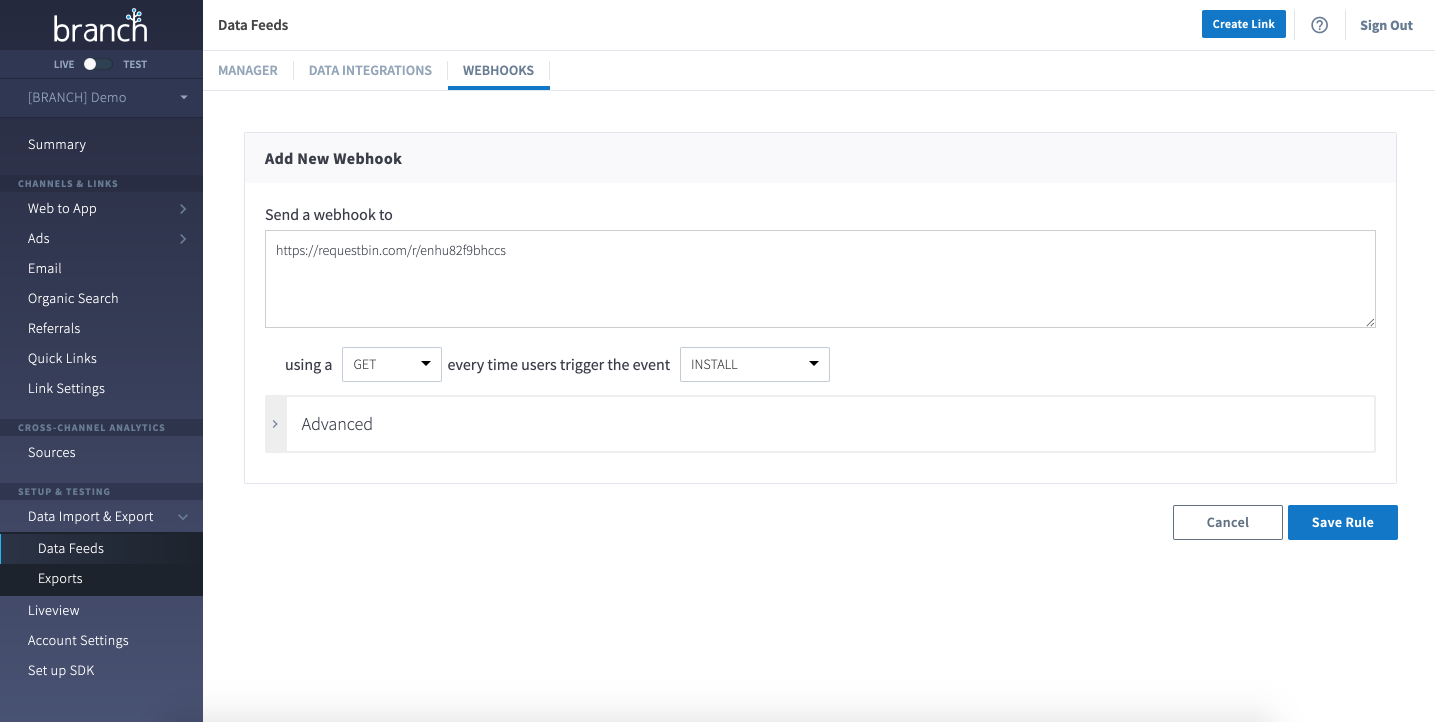 branch
LIVE TEST
[BRANCH] Demo
Summary
CHANNELS & LINKS
Web to App
Ads
Email
Organic Search
Referrals
Quick Links
Link Settings
CROSS-CHANNEL ANALYTICS
Sources
SETUP & TESTING
Data Import & Export
Data Feeds
Exports
Liveview
Account Settings
Set up SDK
Data Feeds
Create Link
?
Sign Out
MANAGER
DATA INTEGRATIONS
WEBHOOKS
Add New Webhook
Send a webhook to
https://requestbin.com/r/enhu82f9bhccs
using a GET every time users trigger the event INSTALL
Advanced
Cancel
Save Rule